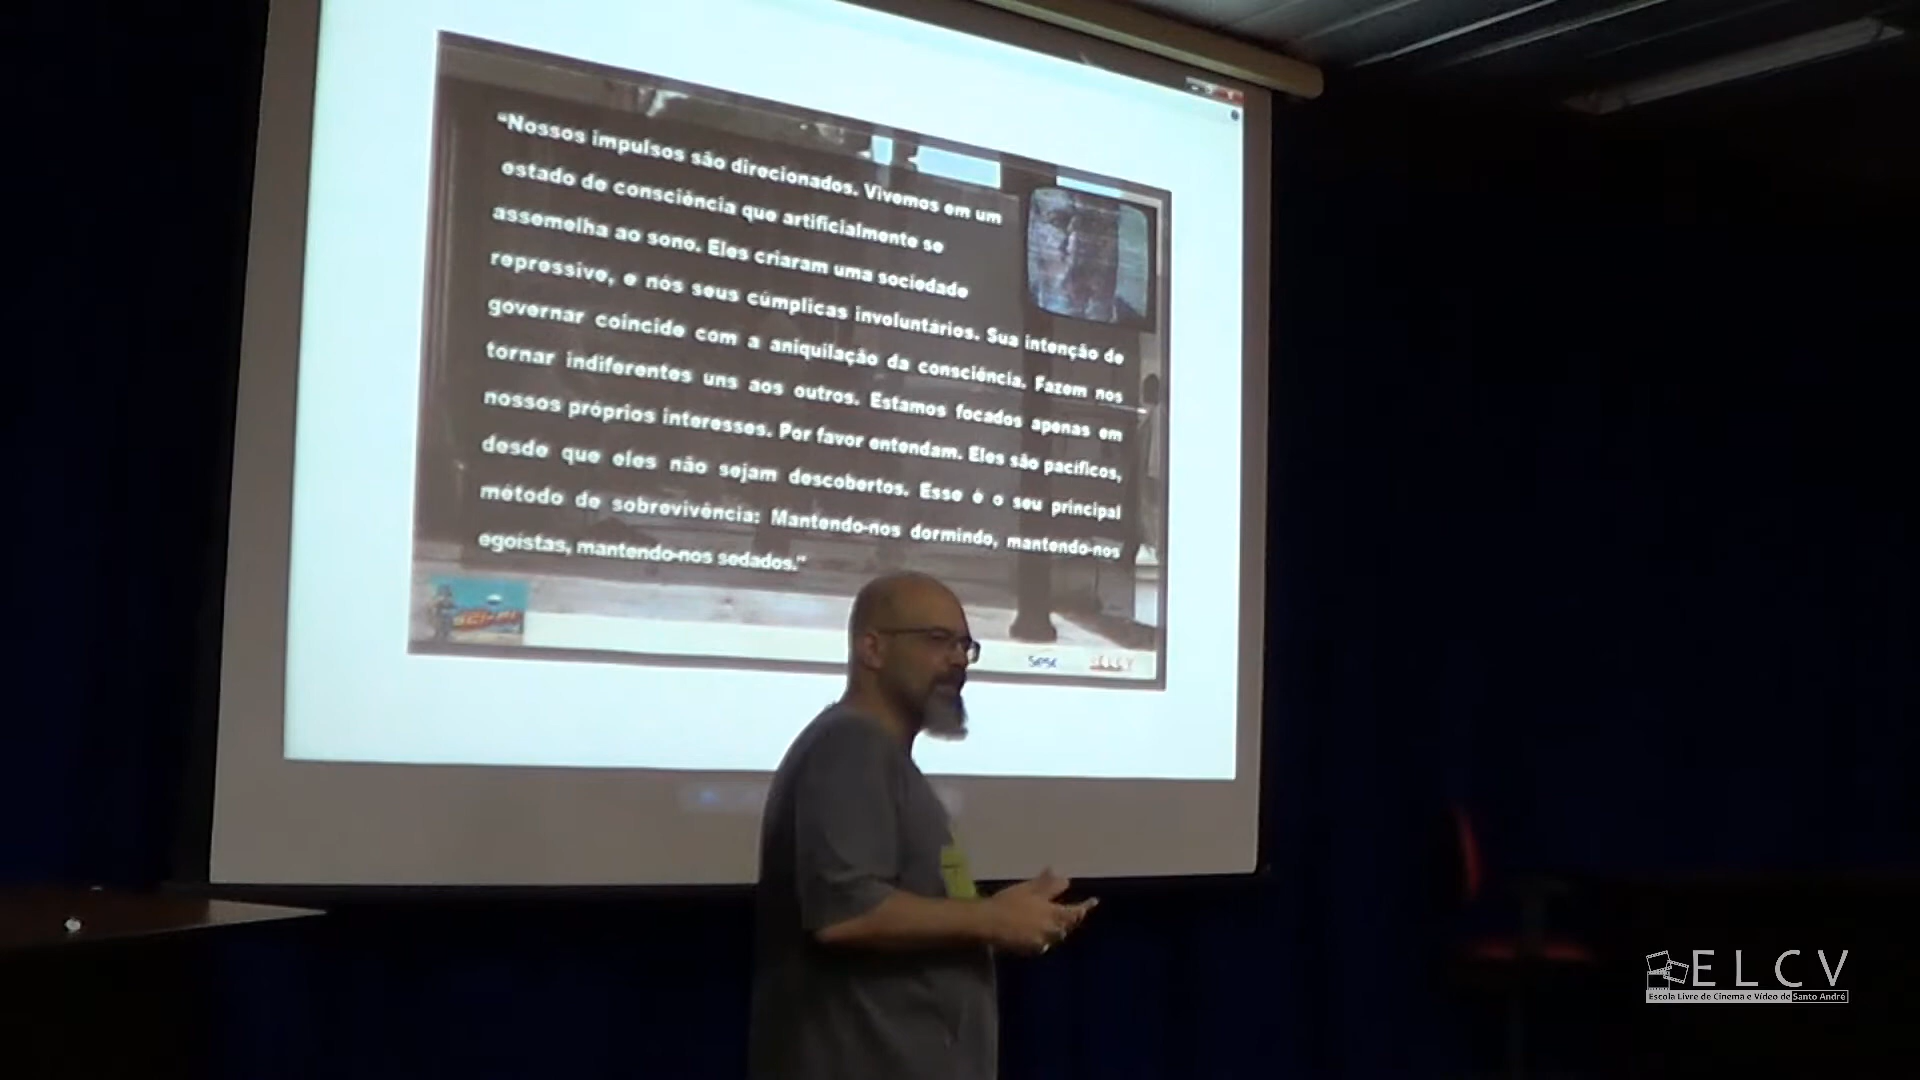 “Nossos impulsos são direcionados. Vivemos em um
estado de consciência que artificialmente se
assemelha ao sono. Eles criaram uma sociedade
repressive, e nós seus cúmplicas involuntários. Sua intenção de
governar coincide com a aniquilação da consciência. Fazem nos
tornar indiferentes uns aos outros. Estamos focados apenas em
nossos próprios interesses. Por favor entendam. Eles são pacíficos,
desde que eles não sejam descobertos. Esse é o seu principal
método de sobrevivência: Mantendo-nos dormindo, mantendo-nos
egoístas, mantendo-nos sedados.”
SCI-FI
Sesc
ELCV
ELCV
Escola Livre de Cinema e Vídeo de Santo André